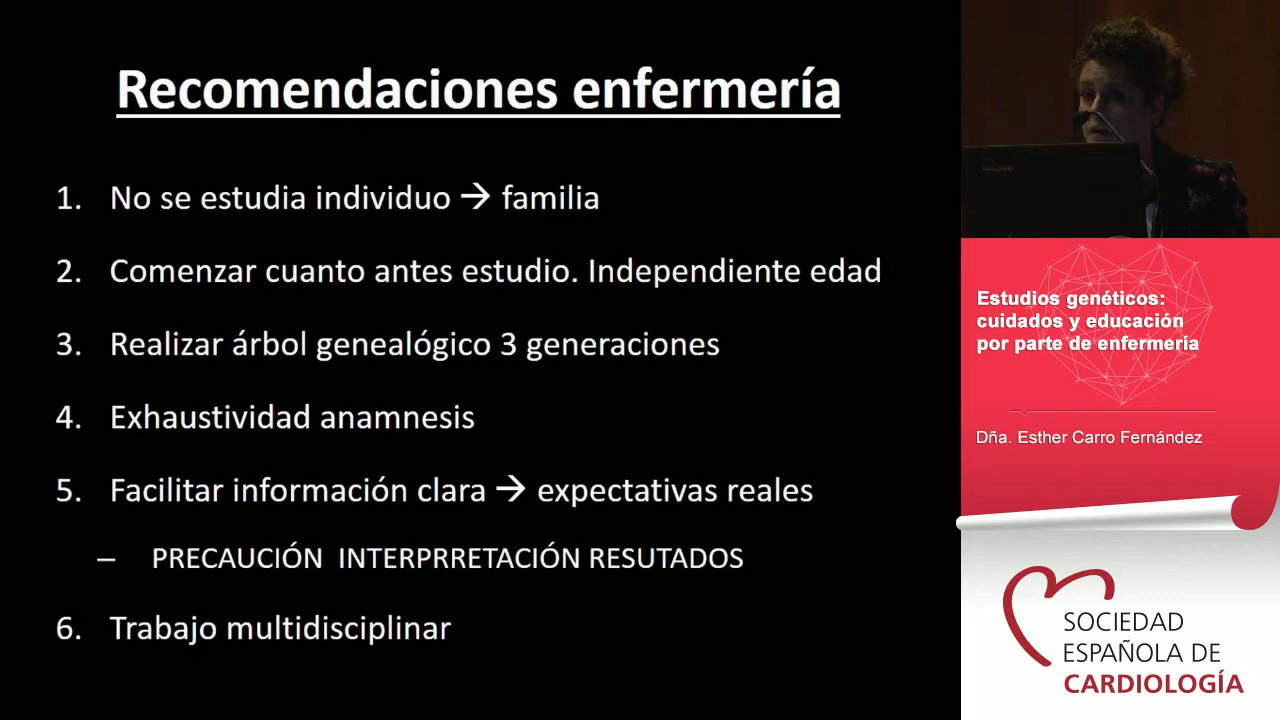 Recomendaciones enfermería
1. No se estudia individuo → familia
2. Comenzar cuanto antes estudio. Independiente edad
3. Realizar árbol genealógico 3 generaciones
4. Exhaustividad anamnesis
5. Facilitar información clara → expectativas reales
– PRECAUCIÓN INTERPRRETACIÓN RESUTADOS
6. Trabajo multidisciplinar
Estudios genéticos:
cuidados y educación
por parte de enfermería
Dña. Esther Carro Fernández
SOCIEDAD
ESPAÑOLA DE
CARDIOLOGÍA